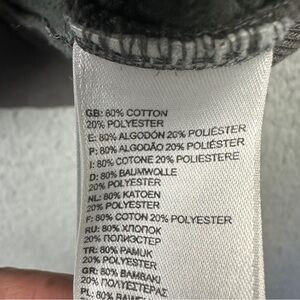 GB: 80% COTTON
20% POLYESTER
E: 80% ALGODÓN 20% POLIÉSTER
P: 80% ALGODÃO 20% POLIÉSTER
I: 80% COTONE 20% POLIESTERE
D: 80% BAUMWOLLE
20% POLYESTER
NL: 80% KATOEN
20% POLYESTER
F: 80% COTON 20% POLYESTER
RU: 80% ХЛОПОК
20% ПОЛИЭСТЕР
TR: 80% PAMUK
20% POLYESTER
GR: 80% ΒΑΜΒΑΚΙ
20% ΠΟΛΥΕΣΤΕΡΑΣ
PL: 80%